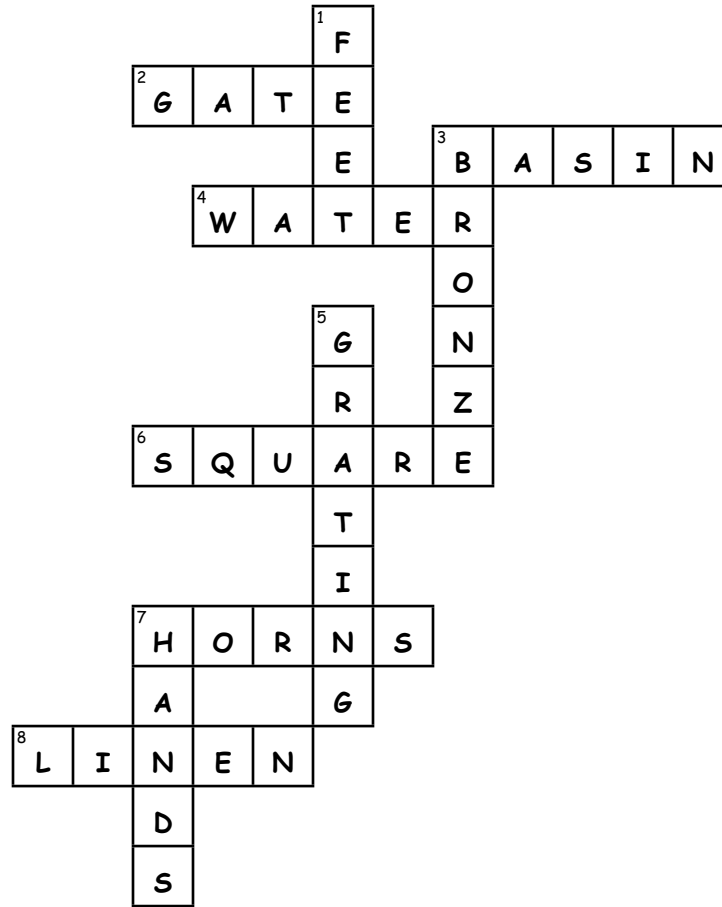 1
F
2
G A T E
3
E B A S I N
4
W A T E R
O
5
G N
R Z
6
S Q U A R E
T
I
7
H O R N S
A G
8
L I N E N
D
S